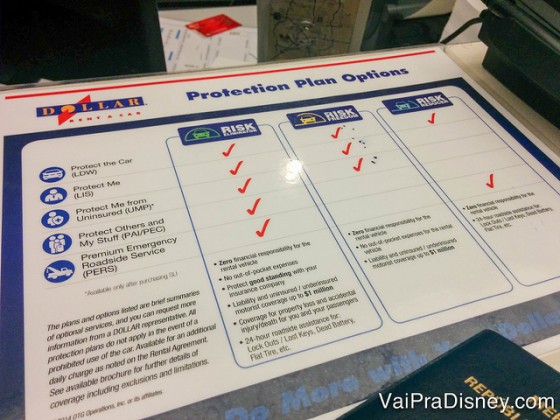 DOLLAR
RENT A CAR
Protection Plan Options
RISK
RISK
RISK
Protect the Car
(LDW)
Protect Me
(LIS)
Protect Me from
Uninsured (UMP)*
Protect Others and
My Stuff (PAI/PEC)
Premium Emergency
Roadside Service
(PERS)
*Available only after purchasing SLI
The plans and options listed are brief summaries
of optional services, and you can request more
information from a DOLLAR representative. All
protection plans do not apply in the event of a
prohibited use of the car. Available for an additional
daily charge as noted on the Rental Agreement.
See available brochure for further details of
coverage including exclusions and limitations.
DTG Operations, Inc. or its affiliates.
• Zero financial responsibility for the
rental vehicle
• No out-of-pocket expenses
• Protect good standing with your
insurance company
• Liability and uninsured / underinsured
motorist coverage up to $1 million
• Coverage for property loss and accidental
injury/death for you and your passengers
• 24-hour roadside assistance for:
Lock Outs / Lost Keys, Dead Battery,
Flat Tire, etc.
• Zero financial responsibility for the
rental vehicle
• No out-of-pocket expenses
• Liability and uninsured / underinsured
motorist coverage up to $1 million
• Zero financial responsibility for the
rental vehicle
• 24-hour roadside assistance for:
Lock Outs / Lost Keys, Dead Battery,
Flat Tire, etc.
Do More with
VaiPraDisney.com